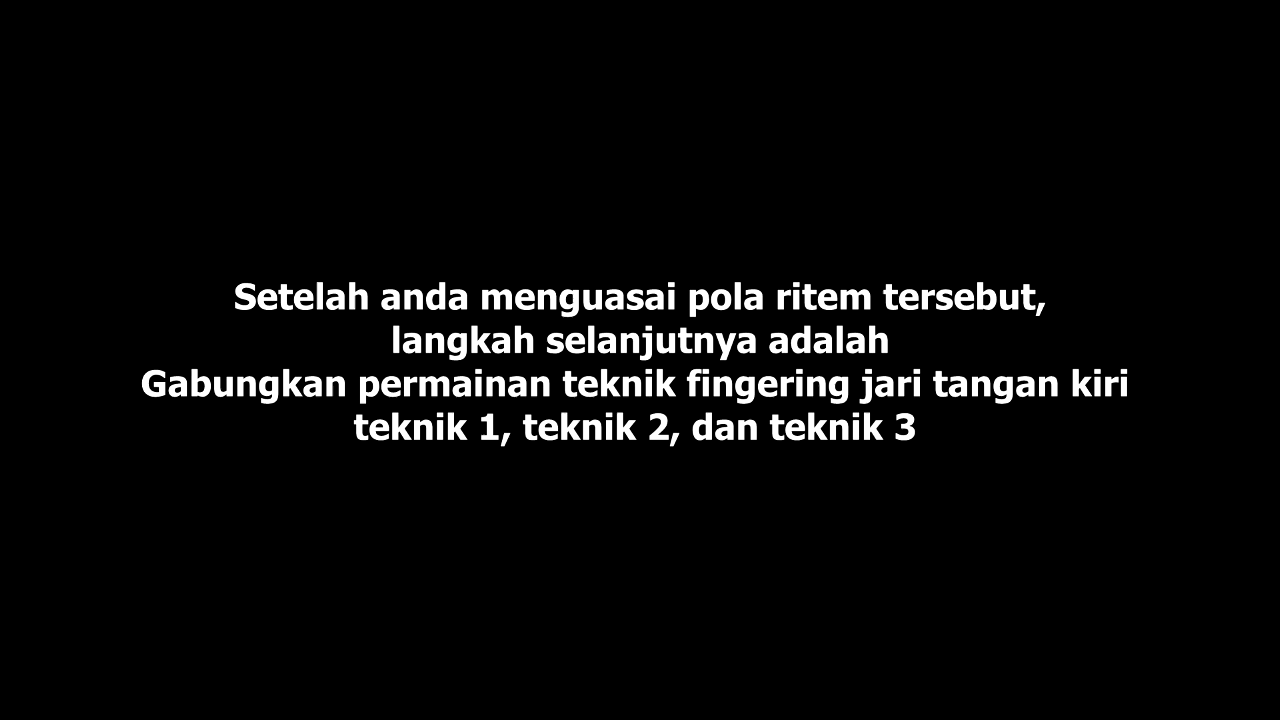 Setelah anda menguasai pola ritem tersebut,
langkah selanjutnya adalah
Gabungkan permainan teknik fingering jari tangan kiri
teknik 1, teknik 2, dan teknik 3